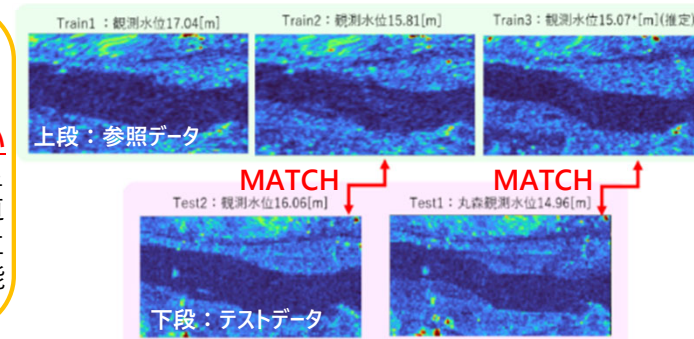 Train1：観測水位17.04[m]
Train2：観測水位15.81[m]
Train3：観測水位15.07*[m](推定)
上段：参照データ
MATCH
MATCH
Test2：観測水位16.06[m]
Test1：丸森観測水位14.96[m]
下段：テストデータ
能